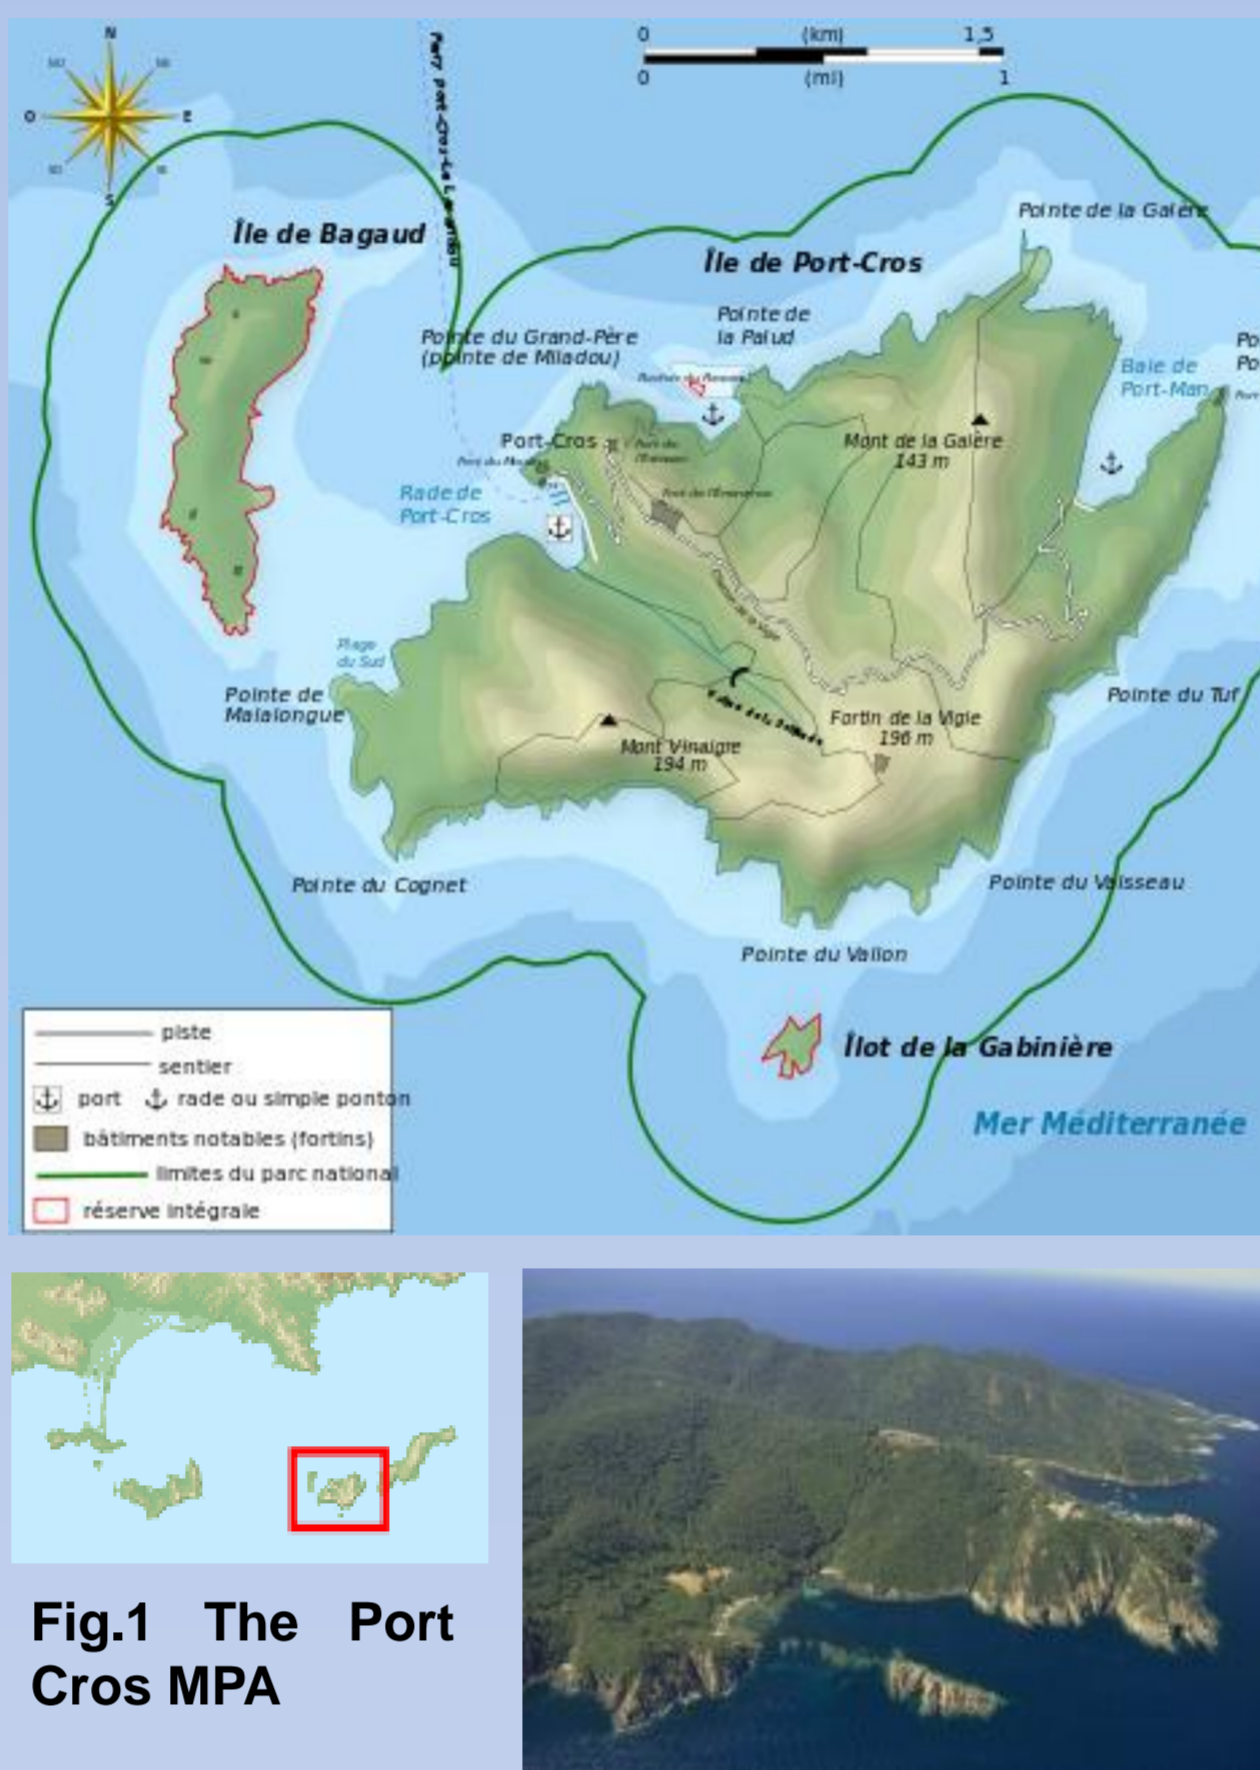 N
0 (km) 1,5
0 (mi) 1
O E
S
Île de Bagaud
Pointe de la Galère
Île de Port-Cros
Pointe de
la Palud
Pointe du Grand-Père
(pointe de Miladou)
Baie de
Port-Man
Port-Cros
Mont de la Galère
143 m
Rade de
Port-Cros
Fort de l'Éminence
Plage
du Sud
Pointe de
Malalongue
Pointe du Tuf
Fortin de la Vigie
196 m
Mont Vinaigre
194 m
Pointe du Cognet
Pointe du Vaisseau
Pointe du Vallon
Îlot de la Gabinière
Mer Méditerranée
piste
sentier
port rade ou simple ponton
bâtiments notables (fortins)
limites du parc national
réserve intégrale
Fig.1 The Port
Cros MPA